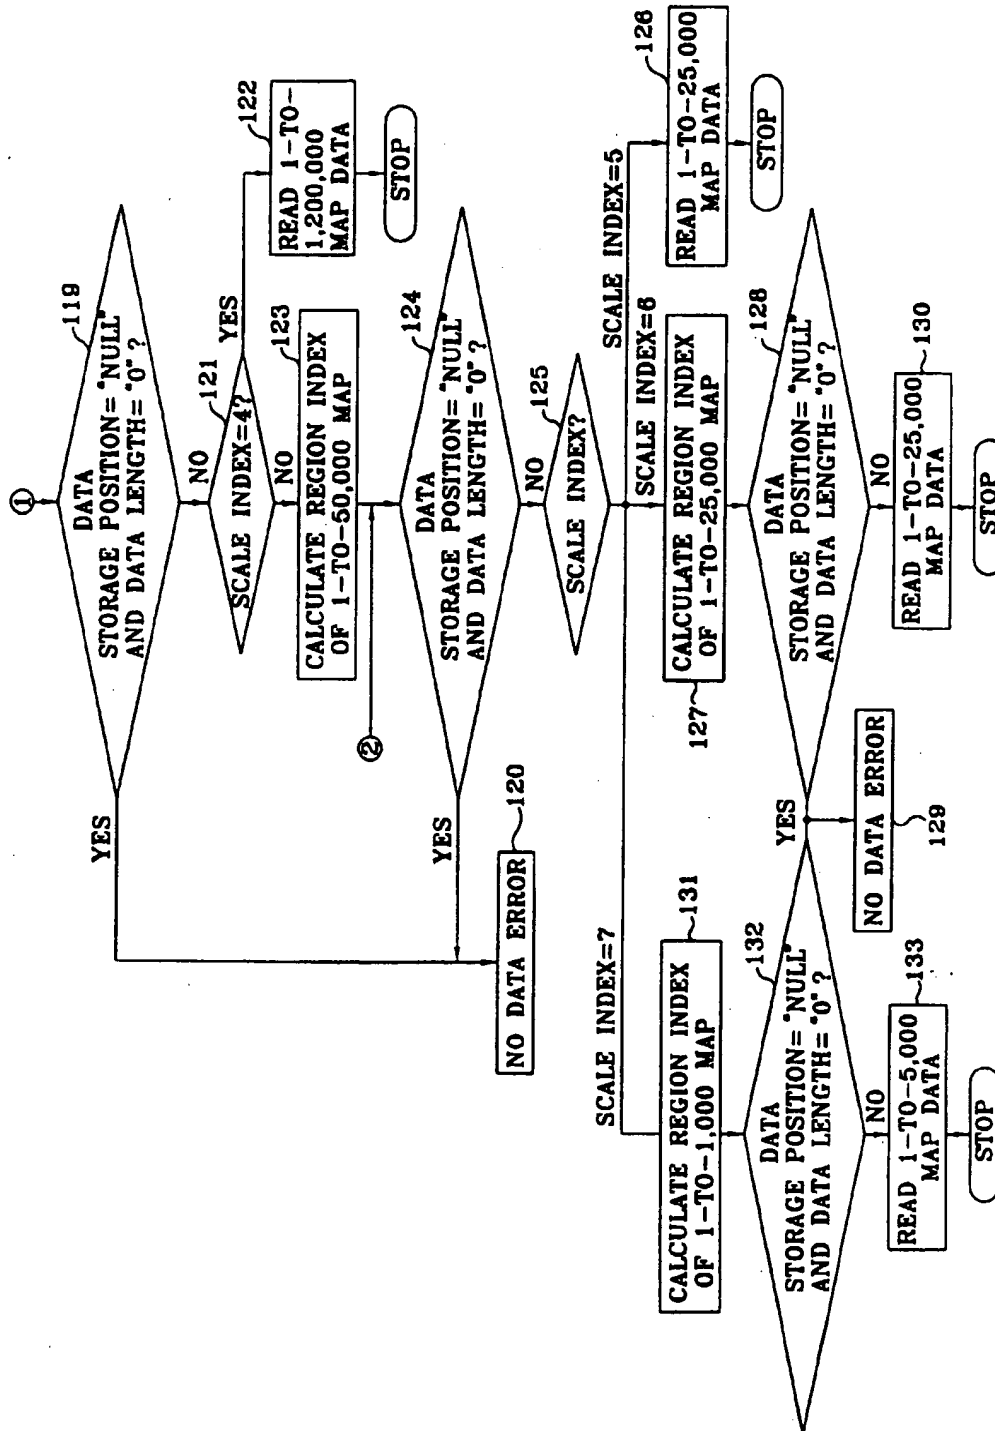 ①
119
DATA
STORAGE POSITION= "NULL"
AND DATA LENGTH= "0" ?
YES
NO
121
SCALE INDEX=4?
YES
122
READ 1-TO-
1,200,000
MAP DATA
STOP
NO
123
CALCULATE REGION INDEX
OF 1-TO-50,000 MAP
②
124
DATA
STORAGE POSITION= "NULL"
AND DATA LENGTH= "0" ?
YES
120
NO DATA ERROR
NO
125
SCALE INDEX?
SCALE INDEX=5
126
READ 1-TO-25,000
MAP DATA
STOP
SCALE INDEX=6
CALCULATE REGION INDEX
OF 1-TO-25,000 MAP
127
128
DATA
STORAGE POSITION= "NULL"
AND DATA LENGTH= "0" ?
NO
130
READ 1-TO-25,000
MAP DATA
STOP
YES
NO DATA ERROR
129
SCALE INDEX=7
131
CALCULATE REGION INDEX
OF 1-TO-1,000 MAP
132
DATA
STORAGE POSITION= "NULL"
AND DATA LENGTH= "0" ?
NO
133
READ 1-TO-5,000
MAP DATA
STOP